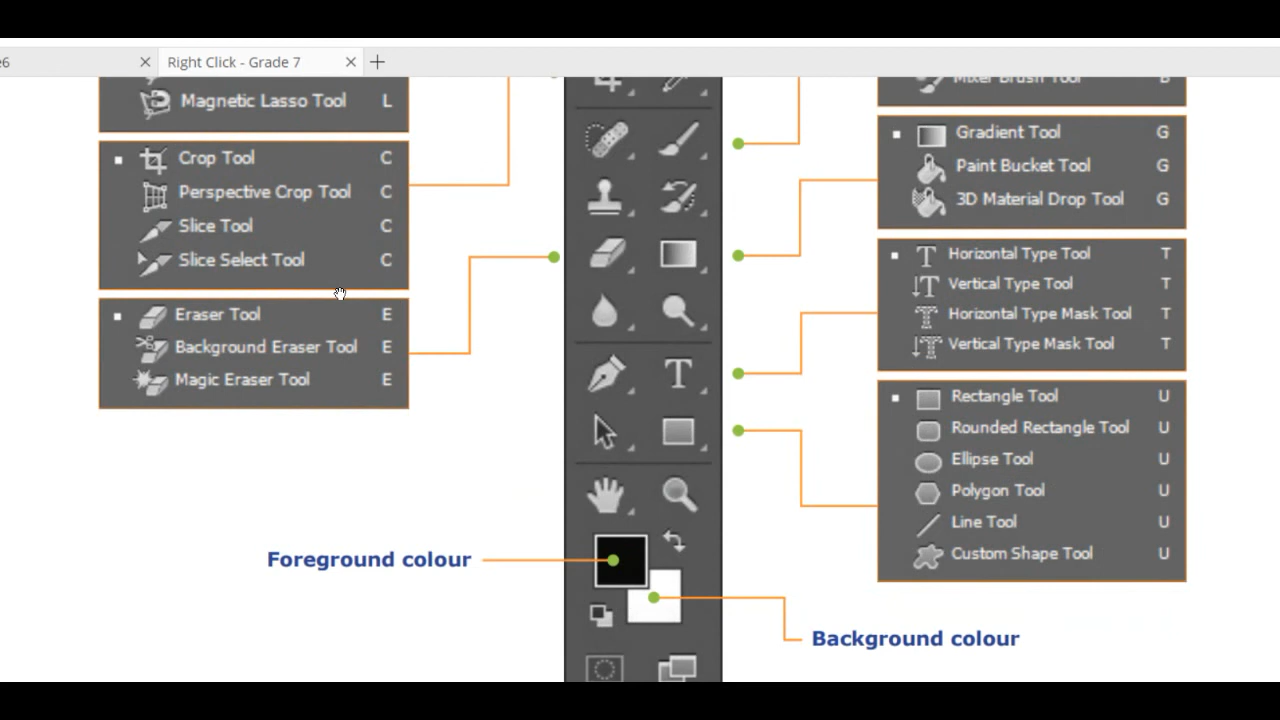 e6
Right Click - Grade 7
Magnetic Lasso Tool L
Crop Tool C
Perspective Crop Tool C
Slice Tool C
Slice Select Tool C
Eraser Tool E
Background Eraser Tool E
Magic Eraser Tool E
Foreground colour
T
Mixer Brush Tool B
Gradient Tool G
Paint Bucket Tool G
3D Material Drop Tool G
Horizontal Type Tool T
Vertical Type Tool T
Horizontal Type Mask Tool T
Vertical Type Mask Tool T
Rectangle Tool U
Rounded Rectangle Tool U
Ellipse Tool U
Polygon Tool U
Line Tool U
Custom Shape Tool U
Background colour